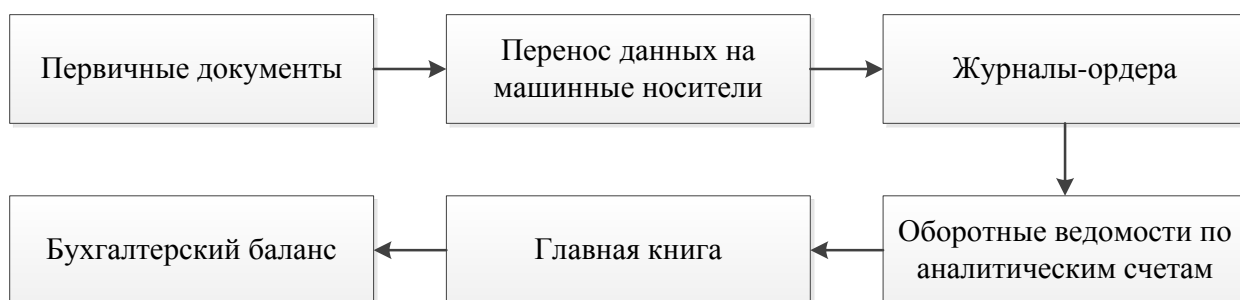 Первичные документы
Перенос данных на
машинные носители
Журналы-ордера
Оборотные ведомости по
аналитическим счетам
Главная книга
Бухгалтерский баланс